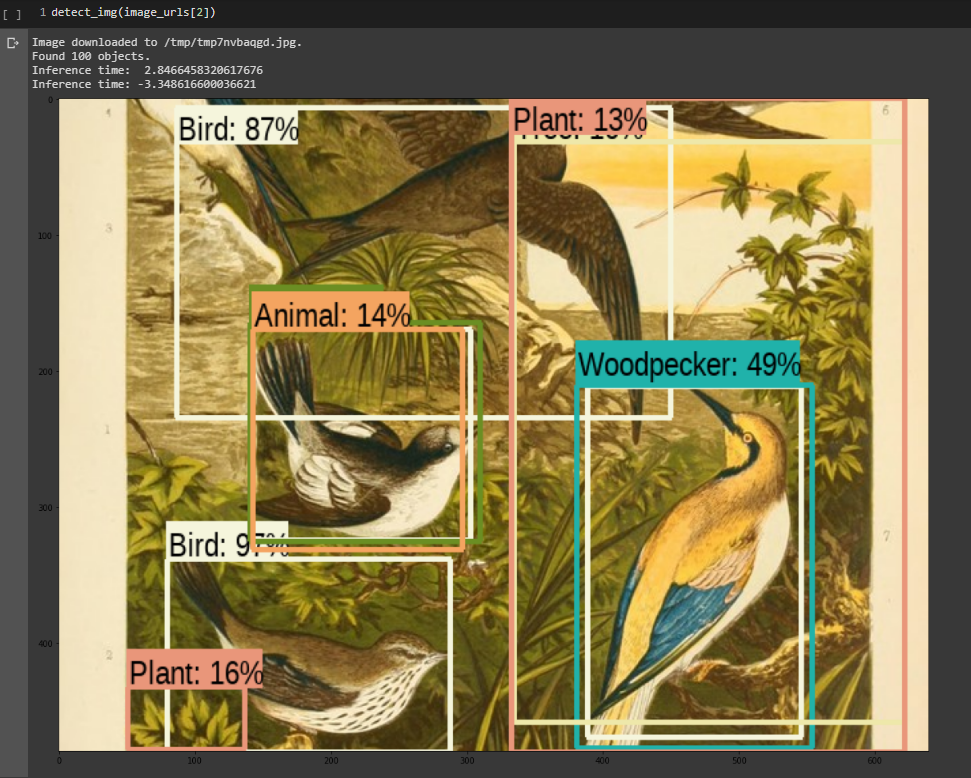 [ ] 1 detect_img(image_urls[2])
Image downloaded to /tmp/tmp7nvbaqgd.jpg.
Found 100 objects.
Inference time:  2.8466458320617676
Inference time: -3.348616600036621
0
100
200
300
400
4
3
1
2
6
7
Bird: 87%
Plant: 13%
Animal: 14%
Woodpecker: 49%
Bird: 97%
Plant: 16%
0 100 200 300 400 500 600